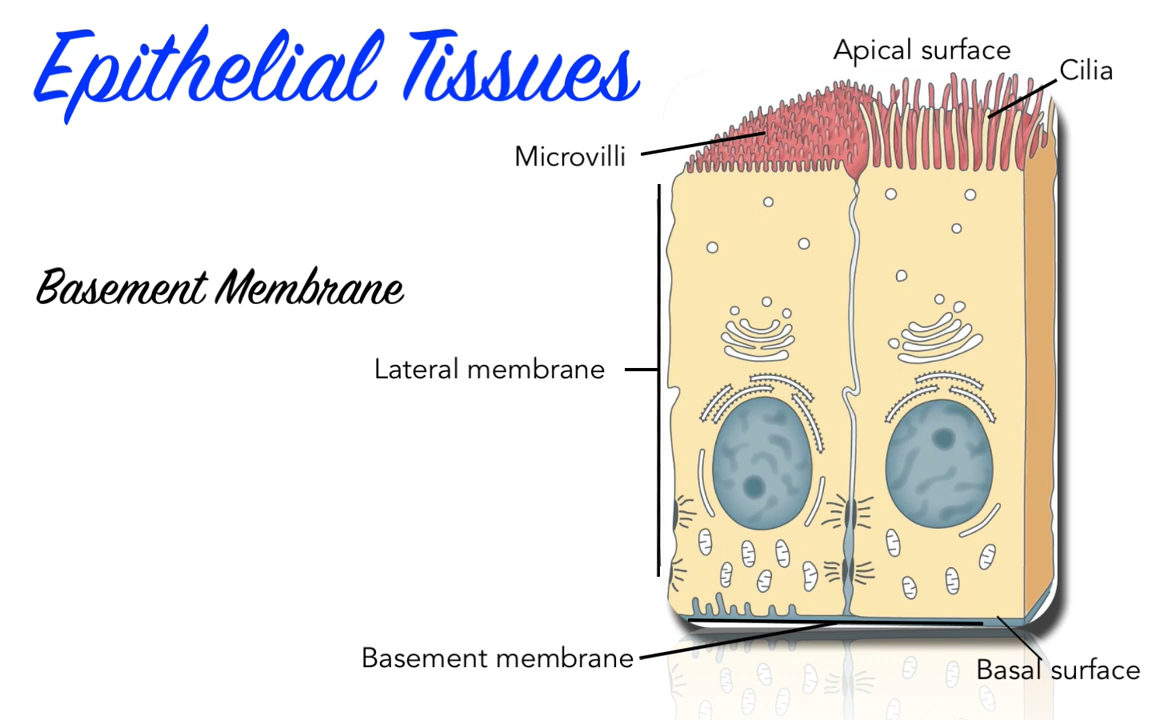 Epithelial Tissues
Apical surface
Cilia
Microvilli
Basement Membrane
Lateral membrane
Basement membrane
Basal surface